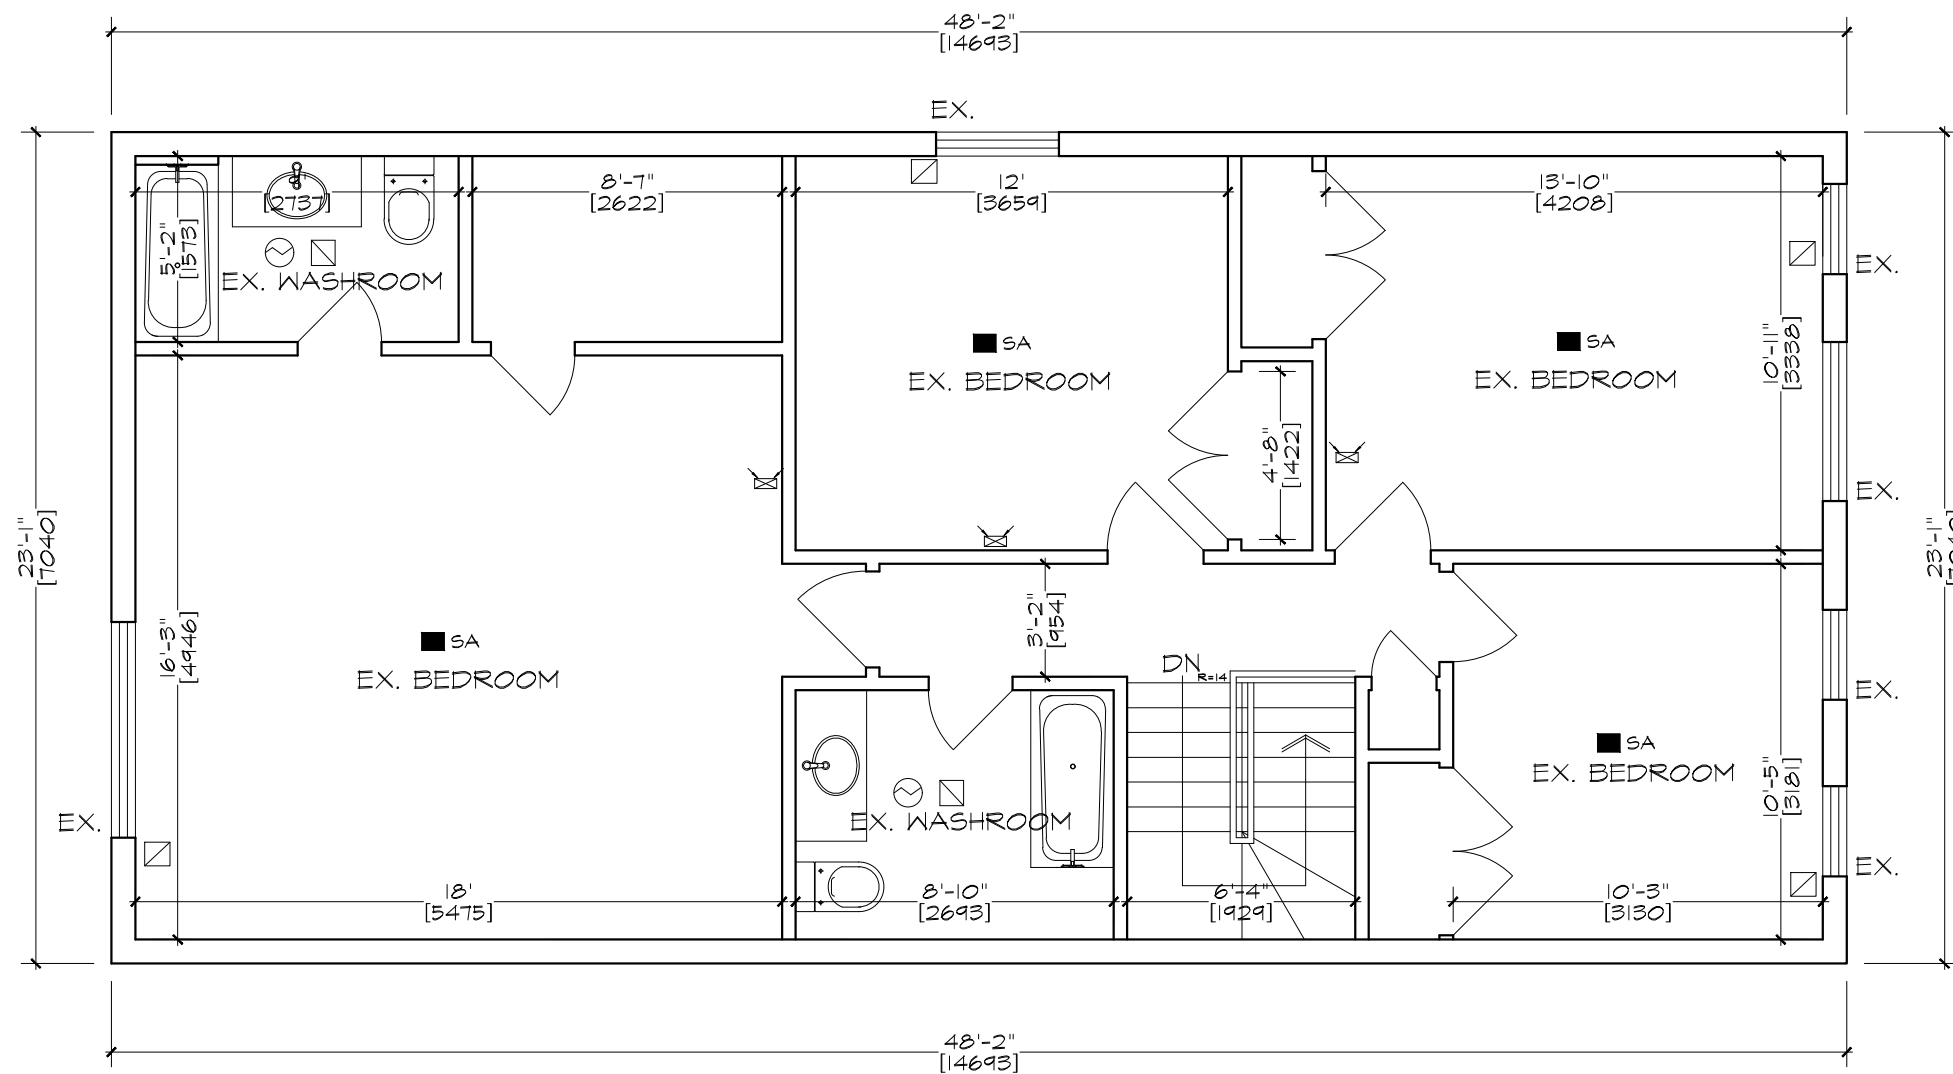 48'-2"
[14693]
EX.
[2737]
8'-7"
[2622]
12'
[3659]
13'-10"
[4208]
5'-2"
[1573]
EX. WASHROOM
EX.
SA
EX. BEDROOM
SA
EX. BEDROOM
10'-11"
[3338]
4'-8"
[1422]
EX.
23'-1"
[7040]
23'-1"
3'-2"
[954]
16'-3"
[4946]
SA
EX. BEDROOM
DN
R=14
EX.
SA
EX. BEDROOM
10'-5"
[3181]
EX.
EX. WASHROOM
EX.
18'
[5475]
8'-10"
[2693]
6'-4"
[1929]
10'-3"
[3130]
48'-2"
[14693]